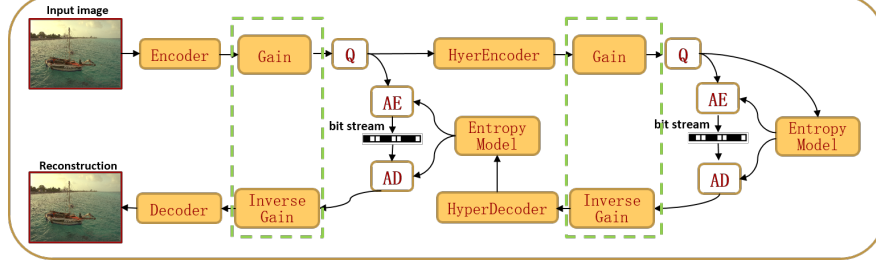 Input image
Encoder
Gain
Q
HyerEncoder
Gain
Q
AE
bit stream
AD
Entropy
Model
AE
bit stream
AD
Entropy
Model
Reconstruction
Decoder
Inverse
Gain
HyperDecoder
Inverse
Gain